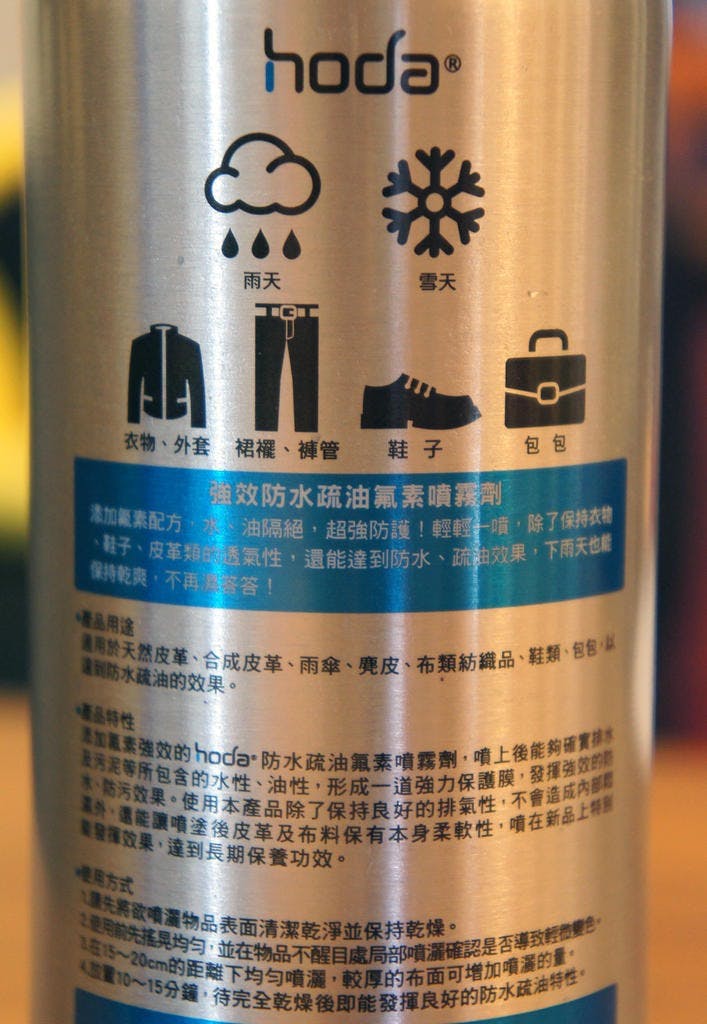 hoda®
雨天 雪天
衣物、外套 裙襬、褲管 鞋 子 包 包
強效防水疏油氟素噴霧劑
添加氟素配方，水、油隔絕，超強防護！輕輕一噴，除了保持衣物
、鞋子、皮革類的透氣性，還能達到防水、疏油效果，下雨天也能
保持乾爽，不再濕答答！
•產品用途
適用於天然皮革、合成皮革、雨傘、麂皮、布類紡織品、鞋類、包包，以
達到防水疏油的效果。
•產品特性
添加氟素強效的hoda®防水疏油氟素噴霧劑，噴上後能夠確實排水
及污泥等所包含的水性、油性，形成一道強力保護膜，發揮強效的防
水、防污效果。使用本產品除了保持良好的排氣性，不會造成內部鬱
溫外，還能讓噴塗後皮革及布料保有本身柔軟性，噴在新品上特別
能發揮效果，達到長期保養功效。
•使用方式
1.請先將欲噴灑物品表面清潔乾淨並保持乾燥。
2.使用前先搖晃均勻，並在物品不醒目處局部噴灑確認是否導致輕微變色。
3.在15～20cm的距離下均勻噴灑，較厚的布面可增加噴灑的量。
4.放置10～15分鐘，待完全乾燥後即能發揮良好的防水疏油特性。